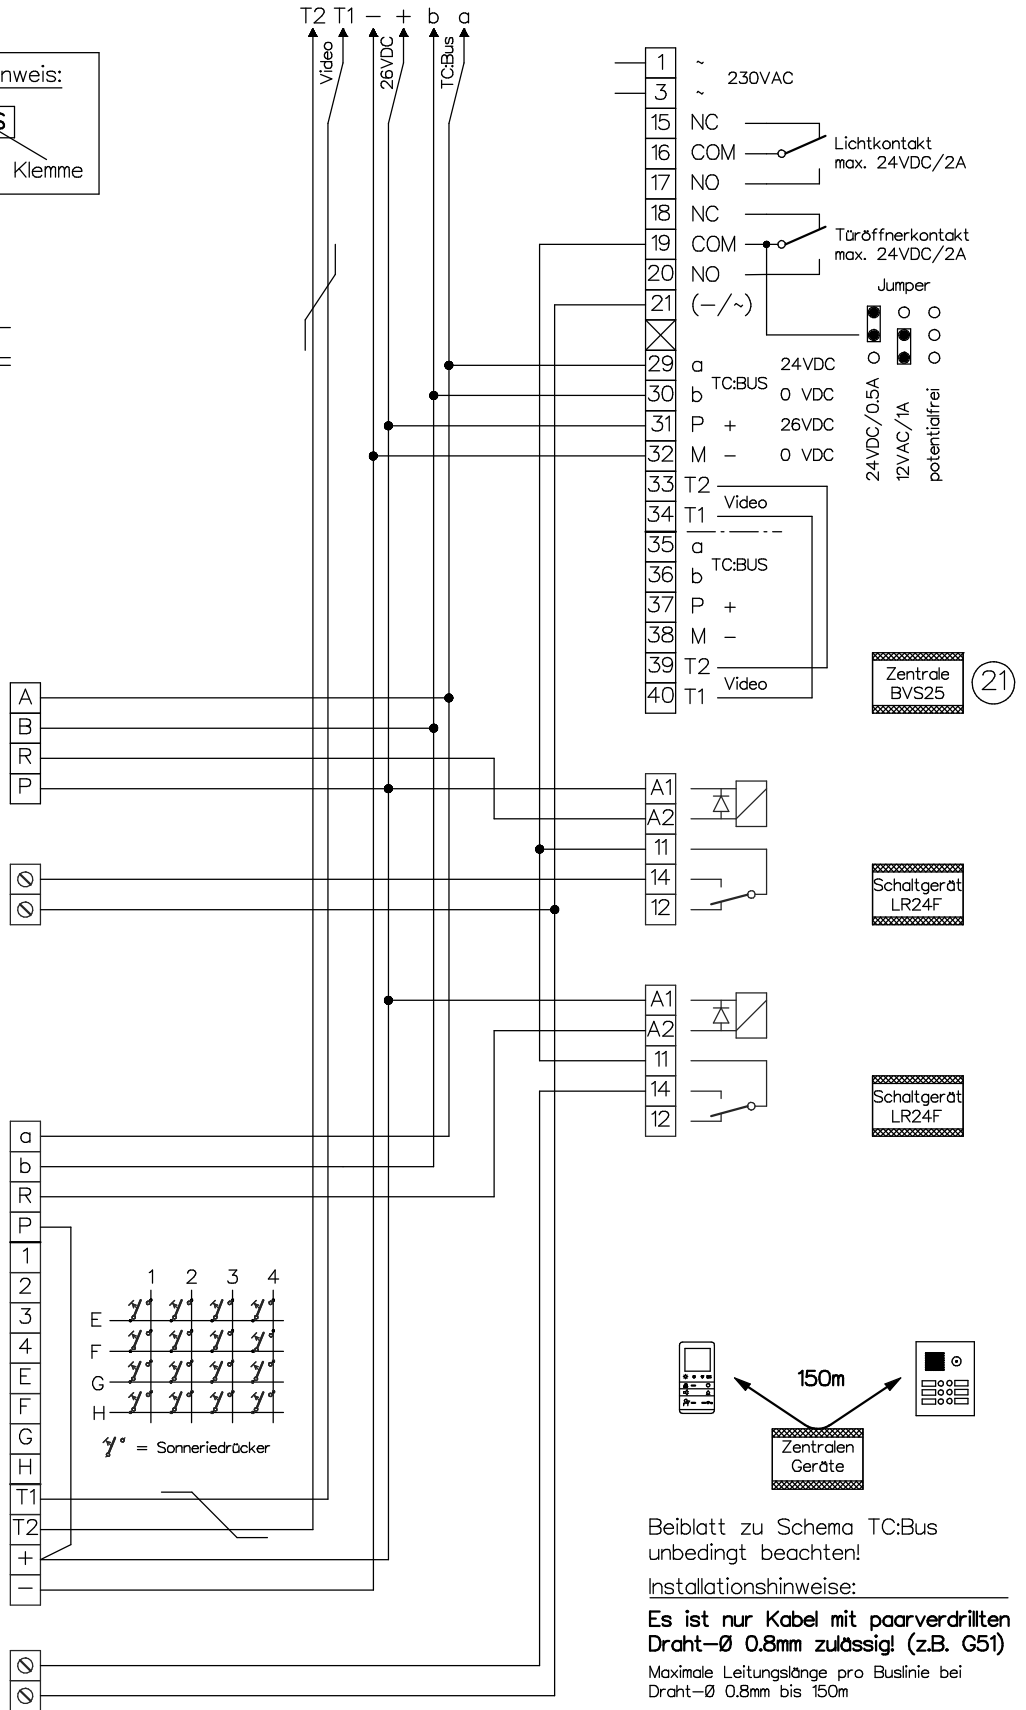 T2 T1 − + b a
Video
26VDC
TC:Bus
nweis:
S
Klemme
1 ~
230VAC
3 ~
15 NC
16 COM
17 NO
Lichtkontakt
max. 24VDC/2A
18 NC
19 COM
20 NO
Türöffnerkontakt
max. 24VDC/2A
21 (−/~)
Jumper
24VDC/0.5A
12VAC/1A
potentialfrei
29 a 24VDC
TC:BUS
30 b 0 VDC
31 P + 26VDC
32 M − 0 VDC
33 T2
Video
34 T1
35 a
TC:BUS
36 b
37 P +
38 M −
39 T2
Video
40 T1
Zentrale
BVS25
21
A
B
R
P
A1
A2
11
14
12
Schaltgerät
LR24F
A1
A2
11
14
12
Schaltgerät
LR24F
a
b
R
P
1
2
3
4
E
F
G
H
T1
T2
+
−
1 2 3 4
E
F
G
H
= Sonneriedrücker
150m
Zentralen
Geräte
Beiblatt zu Schema TC:Bus
unbedingt beachten!
Installationshinweise:
Es ist nur Kabel mit paarverdrillten
Draht−Ø 0.8mm zulässig! (z.B. G51)
Maximale Leitungslänge pro Buslinie bei
Draht−Ø 0.8mm bis 150m